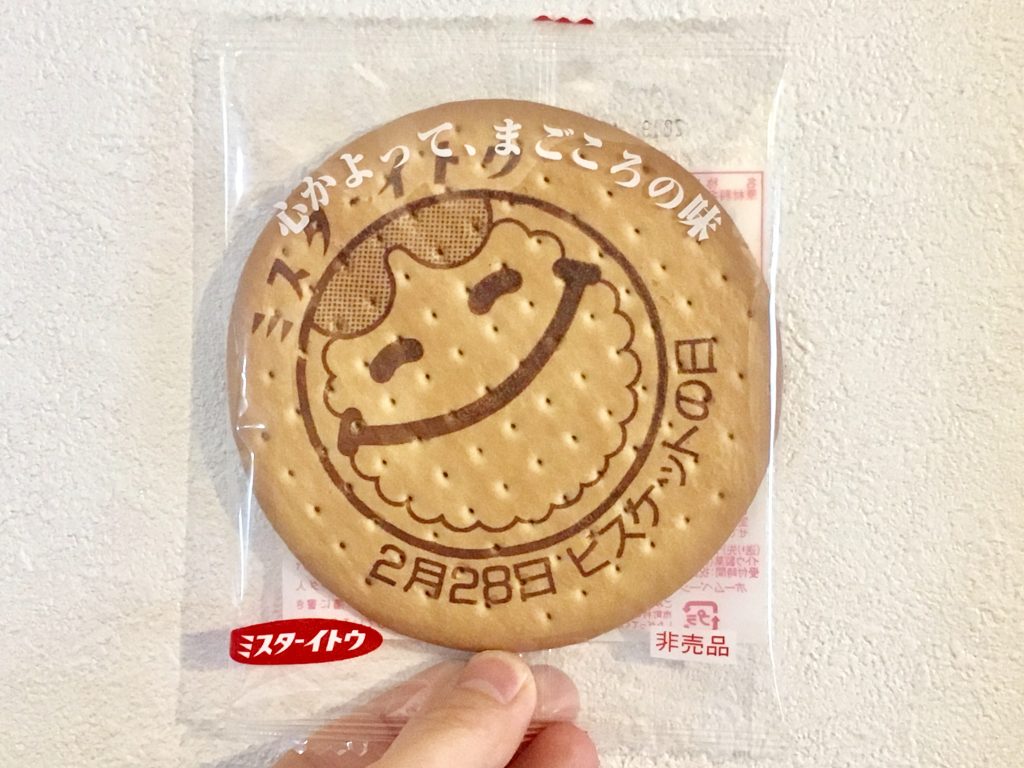 心かよって、まごころの味
ミスターイトウ
2月28日 ビスケットの日
ミスターイトウ
非売品
プラ